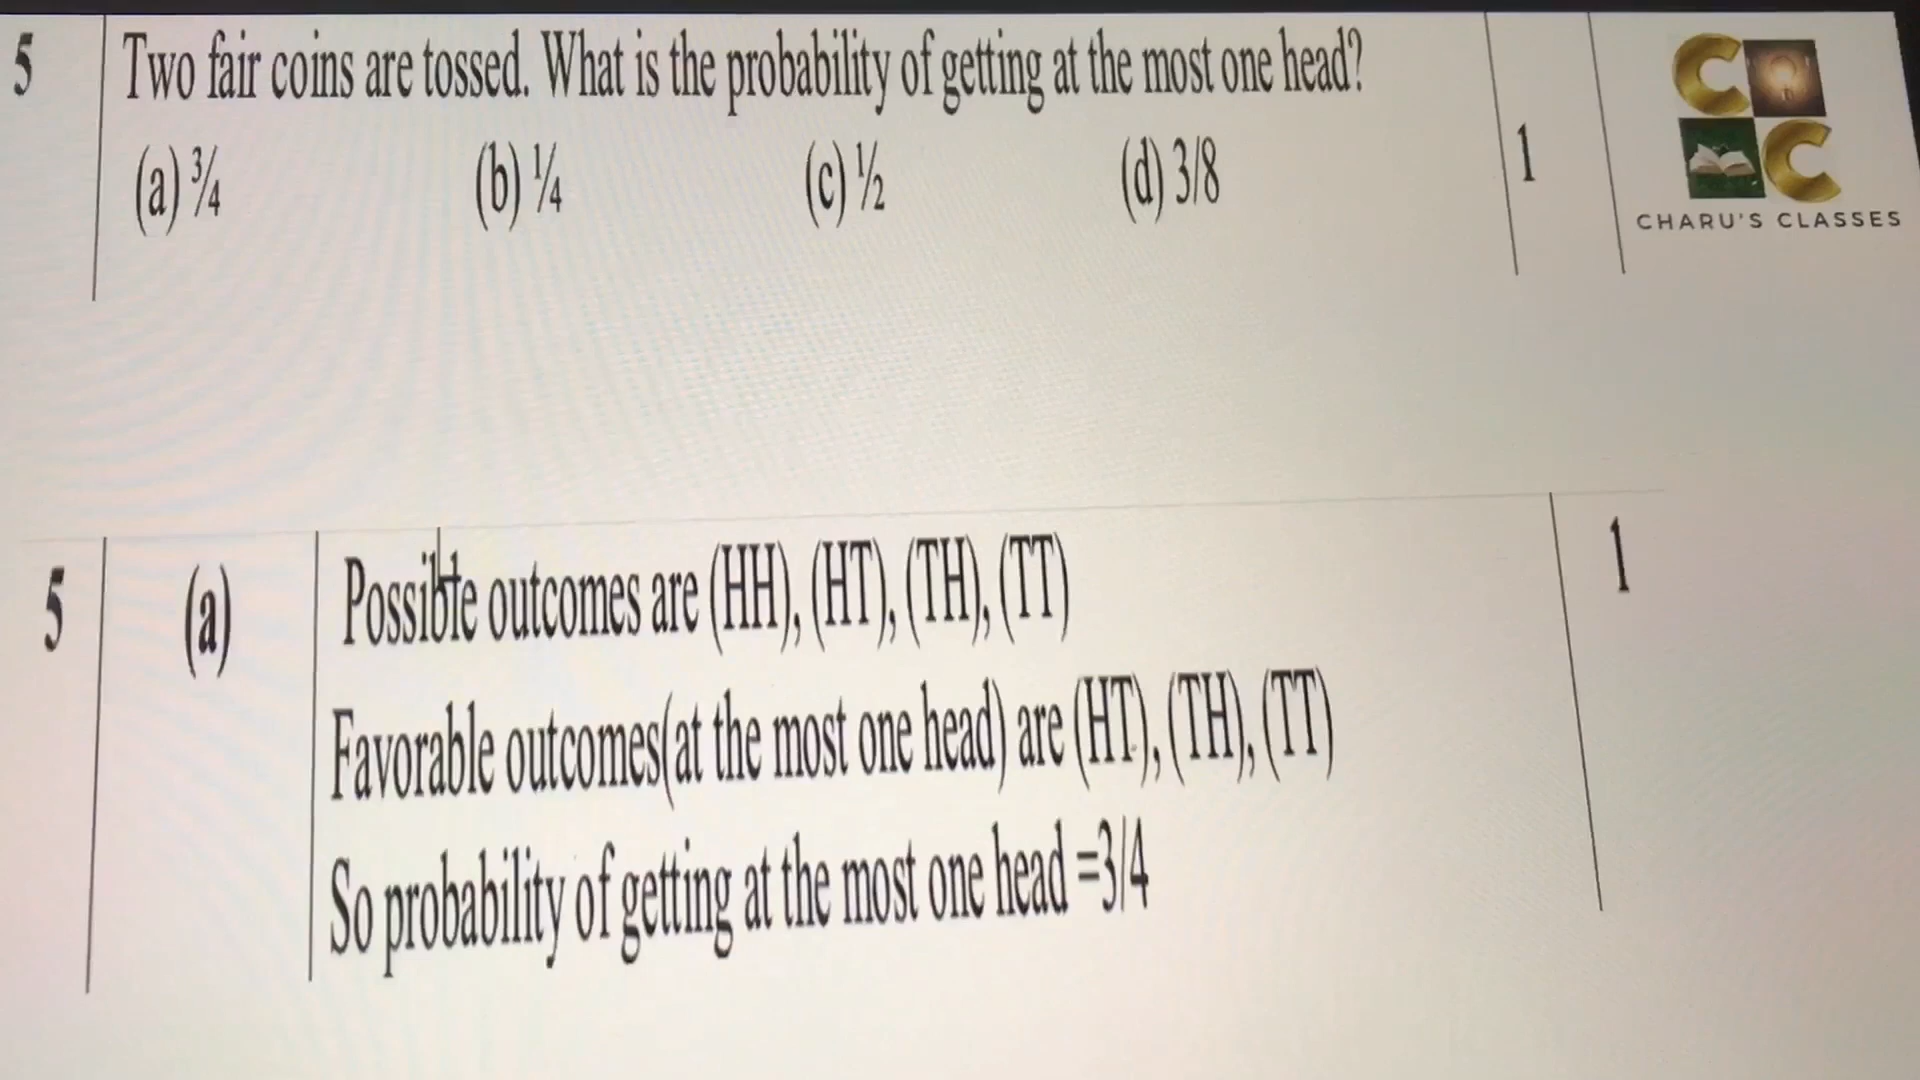 5 Two fair coins are tossed. What is the probability of getting at the most one head?
(a) ¾ (b) ¼ (c) ½ (d) 3/8 1
CHARU'S CLASSES
5 (a) Possible outcomes are (HH), (HT), (TH), (TT) 1
Favorable outcomes(at the most one head) are (HT), (TH), (TT)
So probability of getting at the most one head =3/4